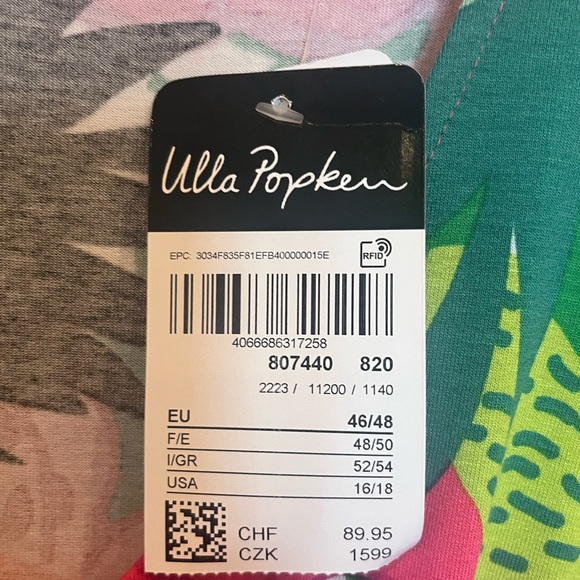 Ulla Popken
EPC: 3034F835F81EFB400000015E
RFID
4066686317258
807440 820
2223 / 11200 / 1140
EU 46/48
F/E 48/50
I/GR 52/54
USA 16/18
CHF 89.95
CZK 1599